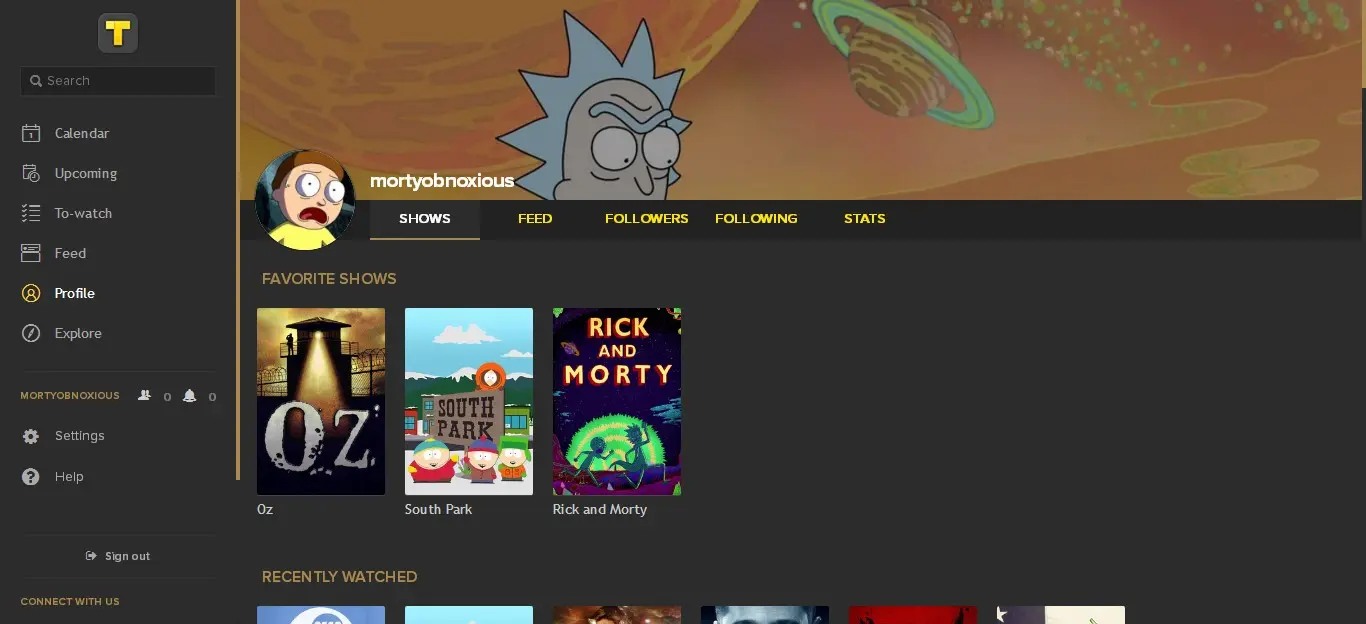 T
Search
1
Calendar
Upcoming
To-watch
Feed
Profile
Explore
MORTYOBNOXIOUS 0 0
Settings
Help
Sign out
CONNECT WITH US
mortyobnoxious
SHOWS FEED FOLLOWERS FOLLOWING STATS
FAVORITE SHOWS
OZ
SOUTH
PARK
RICK
AND
MORTY
Oz South Park Rick and Morty
RECENTLY WATCHED